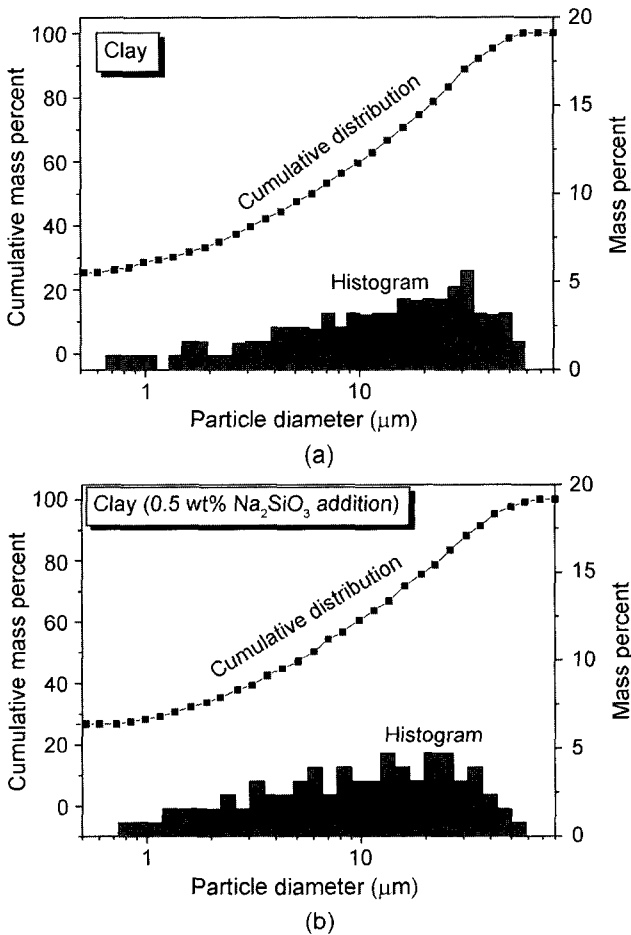 100
80
60
40
20
0
Cumulative mass percent
Clay
Cumulative distribution
Histogram
20
15
10
5
0
Mass percent
1
10
Particle diameter (μm)
(a)
100
80
60
40
20
0
Cumulative mass percent
Clay (0.5 wt% Na₂SiO₃ addition)
Cumulative distribution
Histogram
20
15
10
5
0
Mass percent
1
10
Particle diameter (μm)
(b)